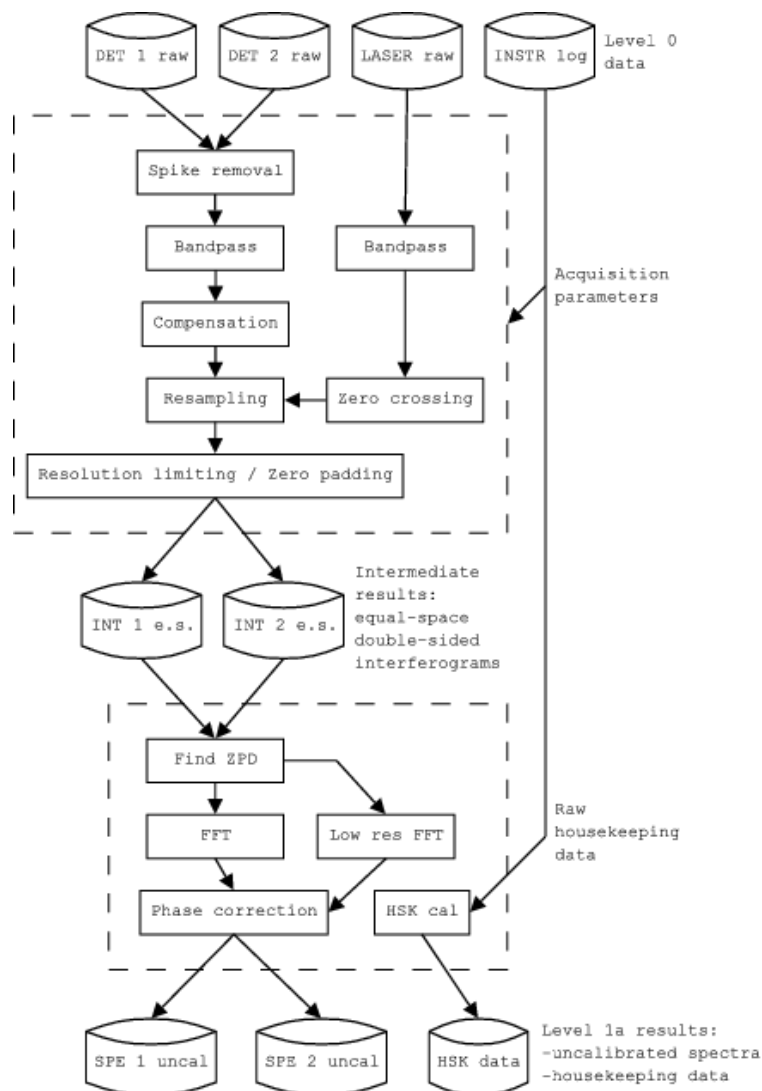 DET 1 raw
DET 2 raw
LASER raw
INSTR log
Level 0
data
Spike removal
Bandpass
Bandpass
Acquisition
parameters
Compensation
Resampling
Zero crossing
Resolution limiting / Zero padding
Intermediate
results:
equal-space
double-sided
interferograms
INT 1 e.s.
INT 2 e.s.
Find ZPD
FFT
Low res FFT
Raw
housekeeping
data
Phase correction
HSK cal
SPE 1 uncal
SPE 2 uncal
HSK data
Level 1a results:
-uncalibrated spectra
-housekeeping data